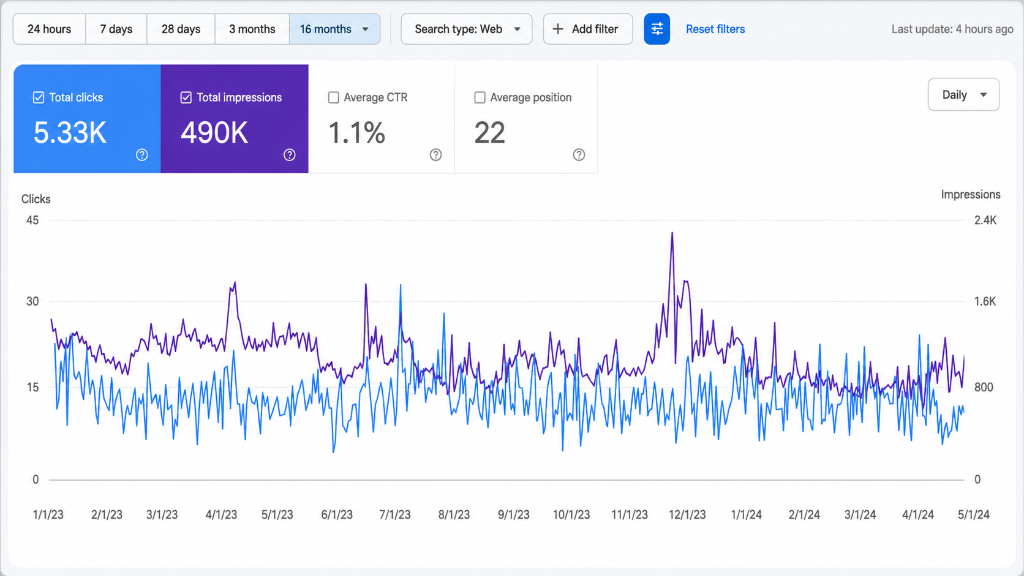 24 hours 7 days 28 days 3 months 16 months Search type: Web + Add filter Reset filters Last update: 4 hours ago
Total clicks Total impressions Average CTR Average position Daily
5.33K 490K 1.1% 22
Clicks Impressions
45 2.4K
30 1.6K
15 800
0 0
1/1/23 2/1/23 3/1/23 4/1/23 5/1/23 6/1/23 7/1/23 8/1/23 9/1/23 10/1/23 11/1/23 12/1/23 1/1/24 2/1/24 3/1/24 4/1/24 5/1/24